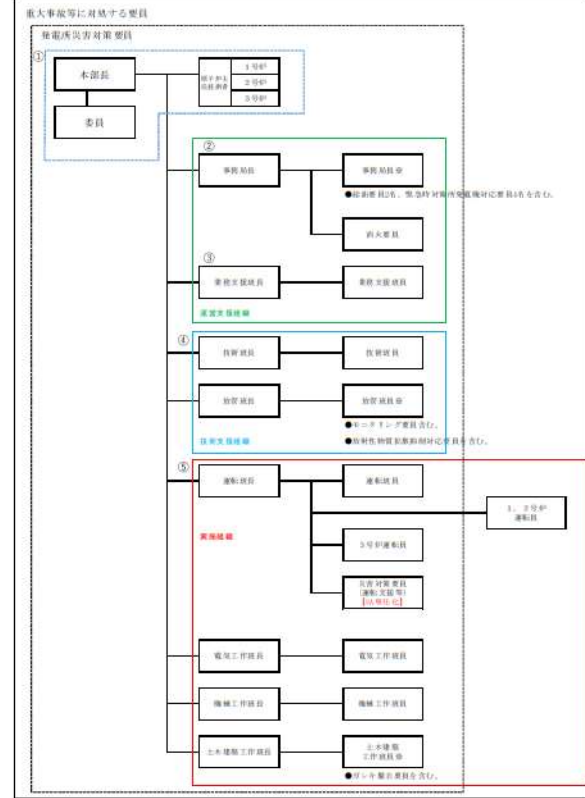 重大事故等に対処する要員
発電所災害対策要員
①
本部長
1号炉
2号炉
3号炉
委員
②
事務局長
事務局員※
●総括要員2名、緊急時対策所発電機対応要員4名を含む。
消火要員
③
業務支援班長
業務支援班員
運営支援組織
④
技術班長
技術班員
放管班長
放管班員※
●モニタリング要員含む。
技術支援組織
●放射性物質拡散抑制対応要員を含む。
⑤
運転班長
運転班員
1、2号炉
運転員
実施組織
3号炉運転員
災害対策要員
(運転支援等)
電気工作班長
電気工作班員
機械工作班長
機械工作班員
土木建築工作班長
土木建築
工作班員※
●ガレキ撤去要員を含む。